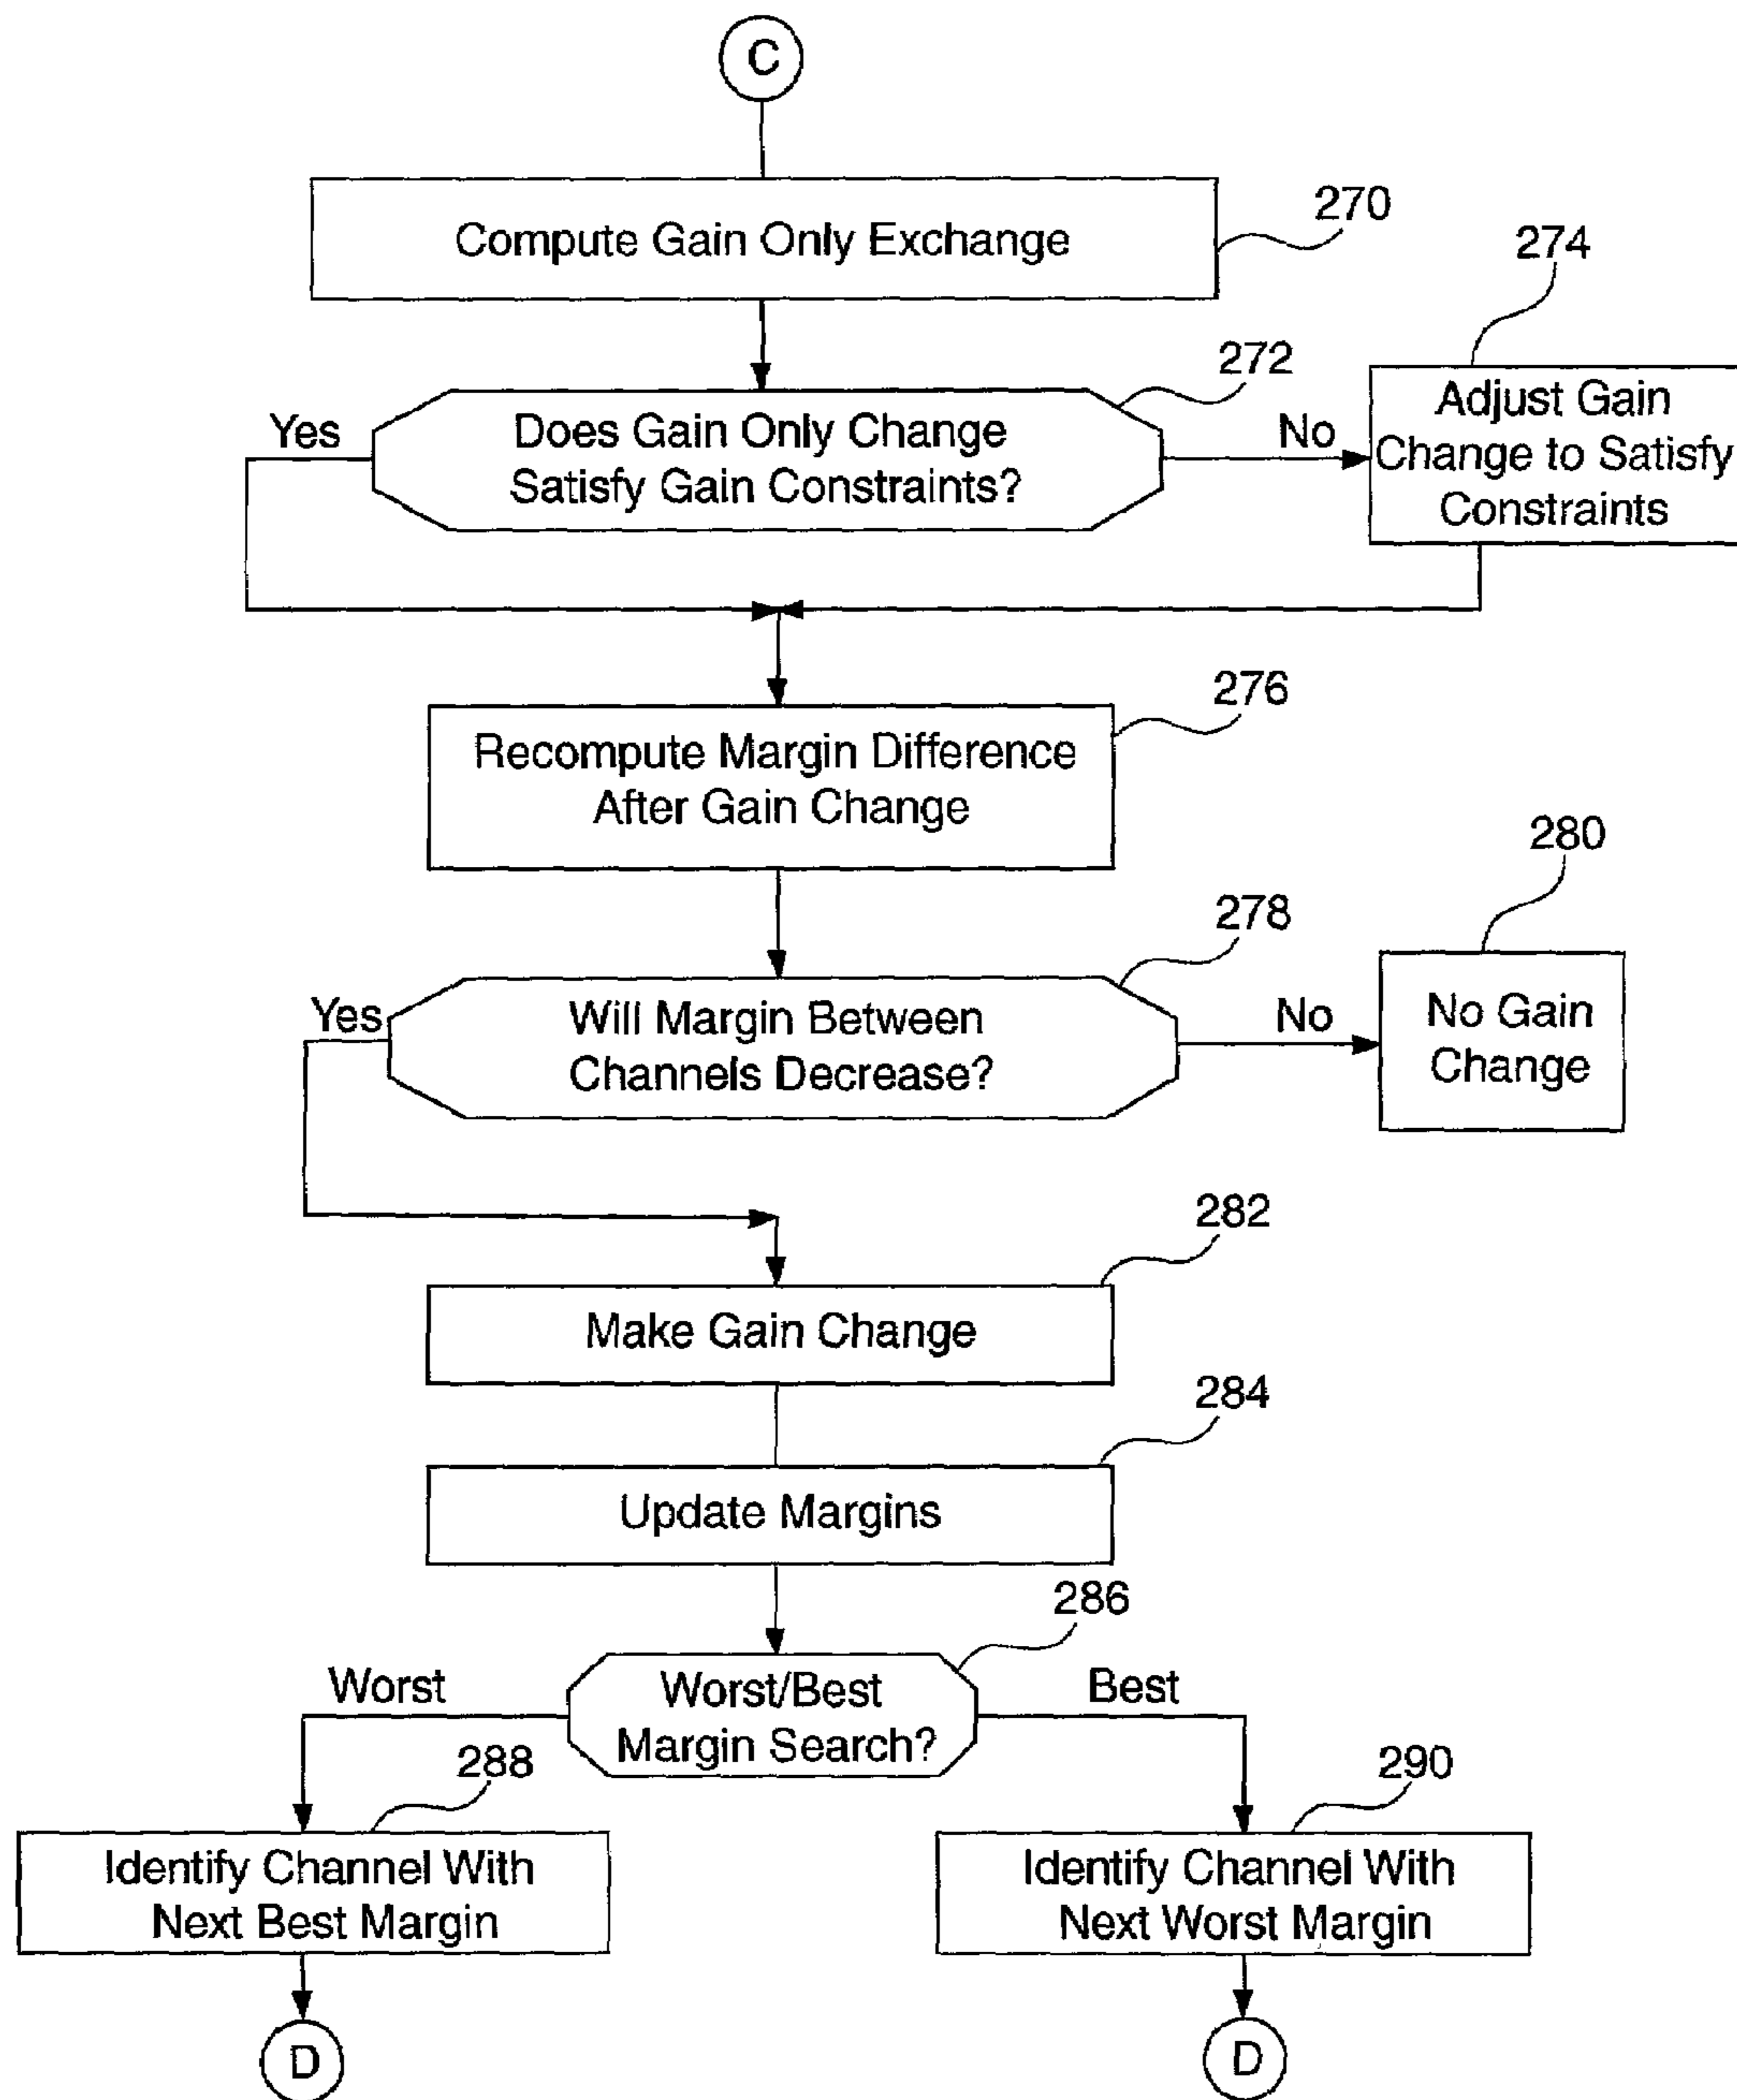 C
Compute Gain Only Exchange
270
274
272
Yes
Does Gain Only Change
Satisfy Gain Constraints?
No
Adjust Gain
Change to Satisfy
Constraints
276
Recompute Margin Difference
After Gain Change
280
278
Yes
Will Margin Between
Channels Decrease?
No
No Gain
Change
282
Make Gain Change
284
Update Margins
286
Worst
Worst/Best
Margin Search?
Best
288
290
Identify Channel With
Next Best Margin
Identify Channel With
Next Worst Margin
D
D